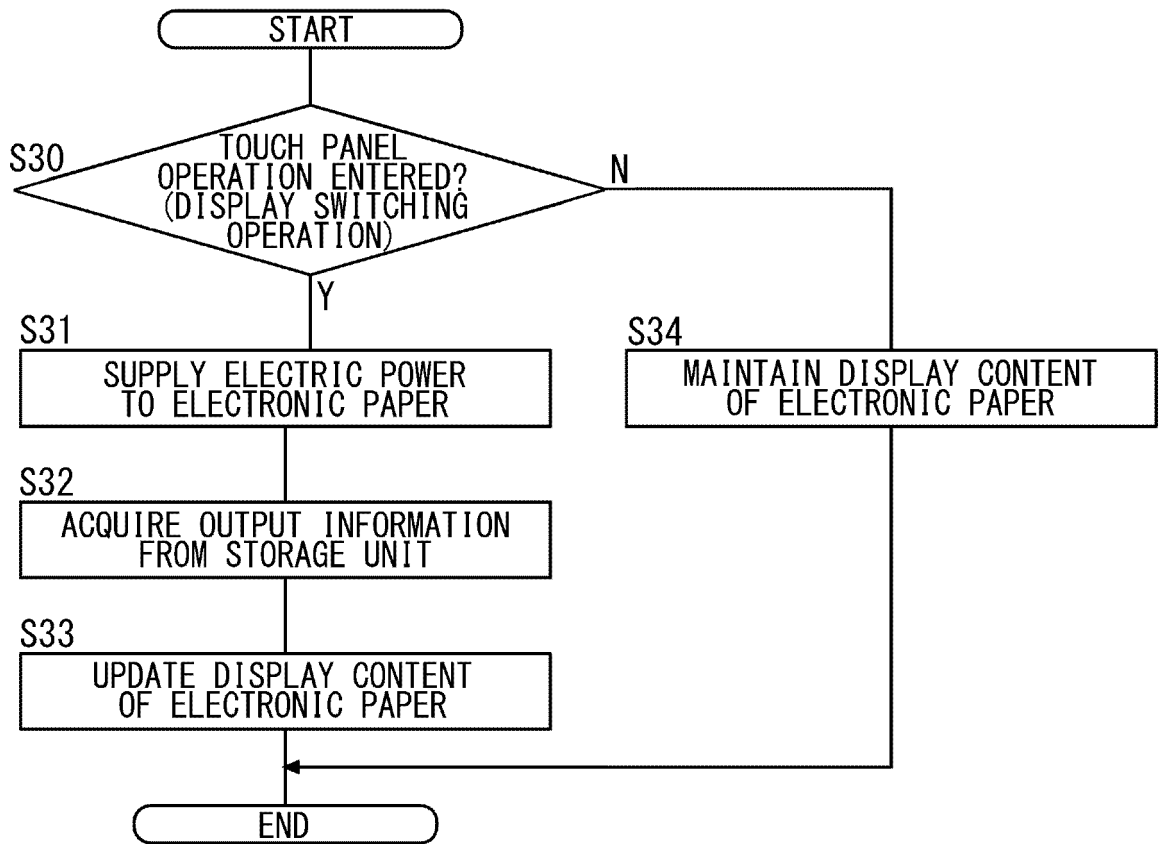 START
S30
TOUCH PANEL
OPERATION ENTERED?
(DISPLAY SWITCHING
OPERATION)
N
Y
S31
SUPPLY ELECTRIC POWER
TO ELECTRONIC PAPER
S34
MAINTAIN DISPLAY CONTENT
OF ELECTRONIC PAPER
S32
ACQUIRE OUTPUT INFORMATION
FROM STORAGE UNIT
S33
UPDATE DISPLAY CONTENT
OF ELECTRONIC PAPER
END